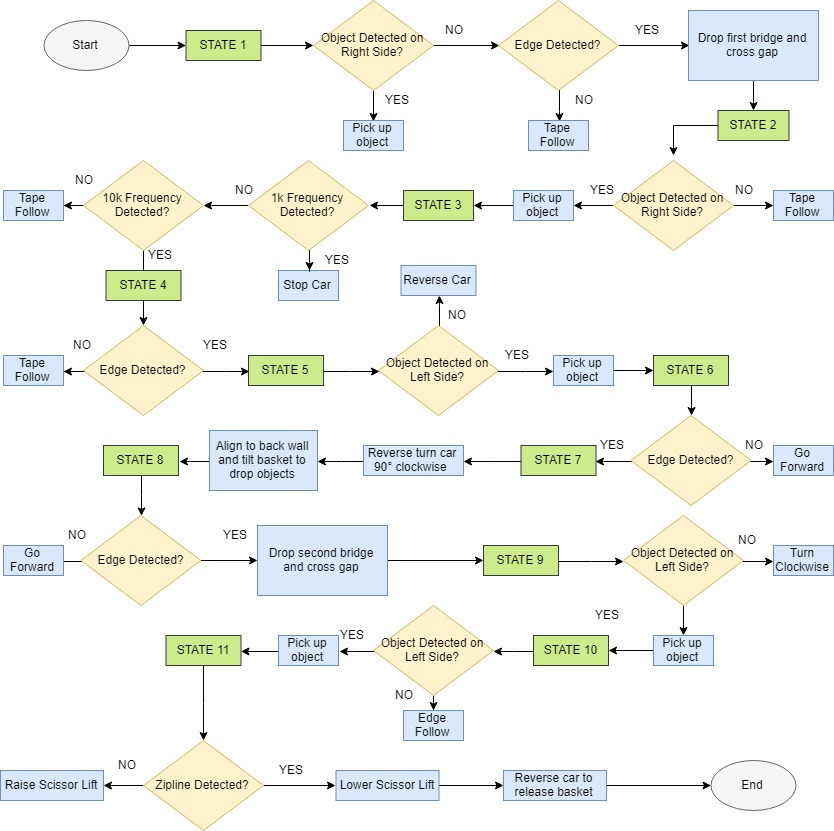 Start
STATE 1
Object Detected on
Right Side?
NO
Edge Detected?
YES
Drop first bridge and
cross gap
YES
Pick up
object
NO
Tape
Follow
STATE 2
Object Detected on
Right Side?
NO
Tape
Follow
YES
Pick up
object
STATE 3
1k Frequency
Detected?
NO
YES
Stop Car
10k Frequency
Detected?
NO
Tape
Follow
YES
STATE 4
Edge Detected?
NO
Tape
Follow
YES
STATE 5
Object Detected on
Left Side?
NO
Reverse Car
YES
Pick up
object
STATE 6
Edge Detected?
NO
Go
Forward
YES
STATE 7
Reverse turn car
90° clockwise
Align to back wall
and tilt basket to
drop objects
STATE 8
Edge Detected?
NO
Go
Forward
YES
Drop second bridge
and cross gap
STATE 9
Object Detected on
Left Side?
NO
Turn
Clockwise
YES
Pick up
object
STATE 10
Object Detected on
Left Side?
NO
Edge
Follow
YES
Pick up
object
STATE 11
Zipline Detected?
NO
Raise Scissor Lift
YES
Lower Scissor Lift
Reverse car to
release basket
End